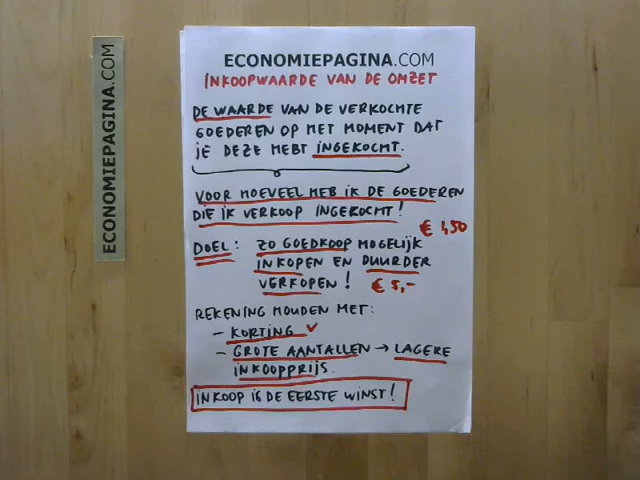 ECONOMIEPAGINA.COM
ECONOMIEPAGINA.COM
INKOOPWAARDE VAN DE OMZET
DE WAARDE VAN DE VERKOCHTE
GOEDEREN OP HET MOMENT DAT
JE DEZE HEBT INGEKOCHT.
VOOR HOEVEEL HEB IK DE GOEDEREN
DIE IK VERKOOP INGEKOCHT!
€ 1,50
DOEL: ZO GOEDKOOP MOGELIJK
INKOPEN EN DUURDER
VERKOPEN! € 5,-
REKENING HOUDEN MET:
- KORTING ✓
- GROTE AANTALLEN → LAGERE
INKOOPPRIJS.
INKOOP IS DE EERSTE WINST!